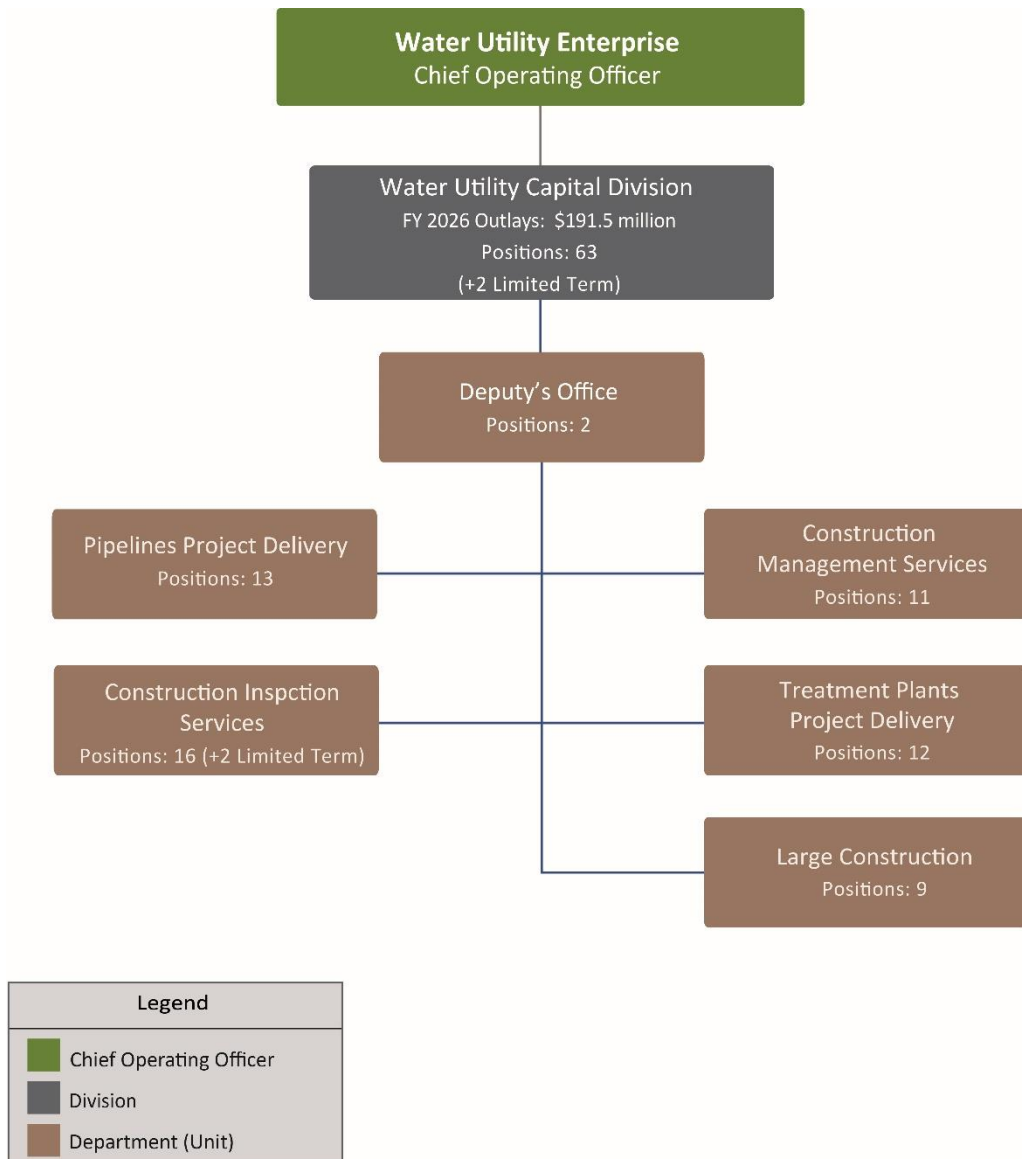 Water Utility Enterprise
Chief Operating Officer
Water Utility Capital Division
FY 2026 Outlays: $191.5 million
Positions: 63
(+2 Limited Term)
Deputy’s Office
Positions: 2
Pipelines Project Delivery
Positions: 13
Construction
Management Services
Positions: 11
Construction Inspction
Services
Positions: 16 (+2 Limited Term)
Treatment Plants
Project Delivery
Positions: 12
Large Construction
Positions: 9
Legend
Chief Operating Officer
Division
Department (Unit)